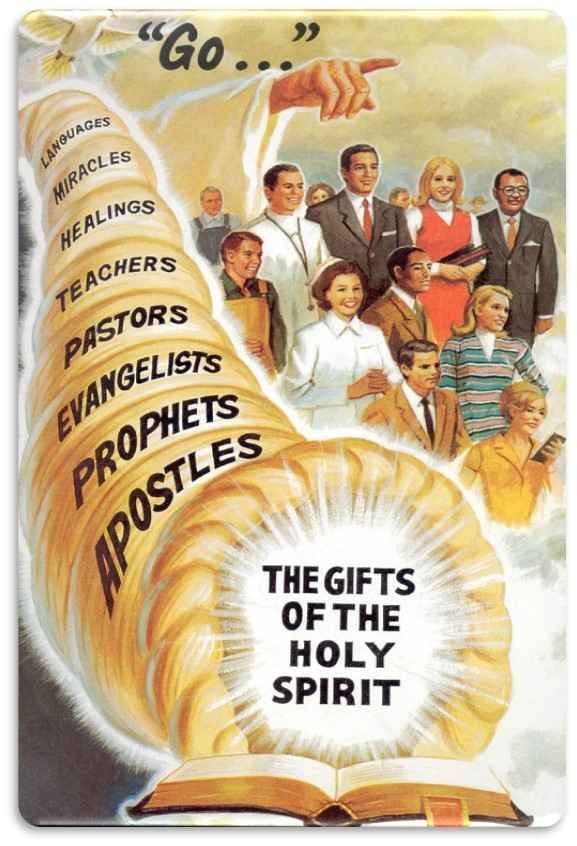 “Go...”
LANGUAGES
MIRACLES
HEALINGS
TEACHERS
PASTORS
EVANGELISTS
PROPHETS
APOSTLES
THE GIFTS
OF THE
HOLY
SPIRIT